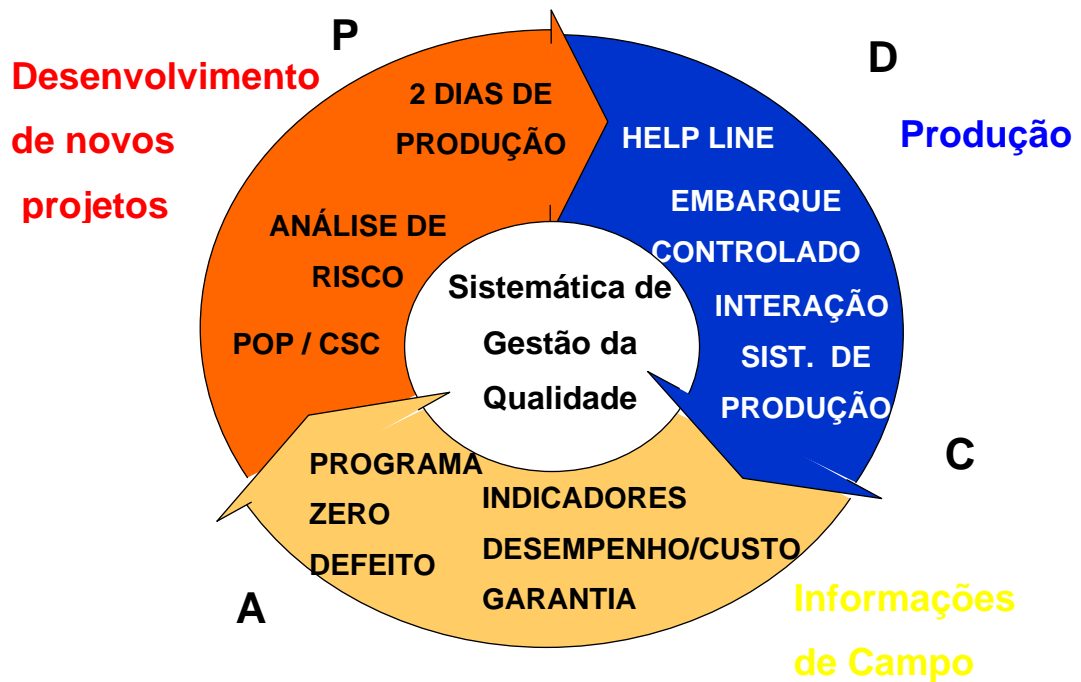 P
Desenvolvimento
de novos
projetos
2 DIAS DE
PRODUÇÃO
ANÁLISE DE
RISCO
POP / CSC
D
Produção
HELP LINE
EMBARQUE
CONTROLADO
INTERAÇÃO
SIST. DE
PRODUÇÃO
Sistemática de
Gestão da
Qualidade
C
Informações
de Campo
INDICADORES
DESEMPENHO/CUSTO
GARANTIA
PROGRAMA
ZERO
DEFEITO
A